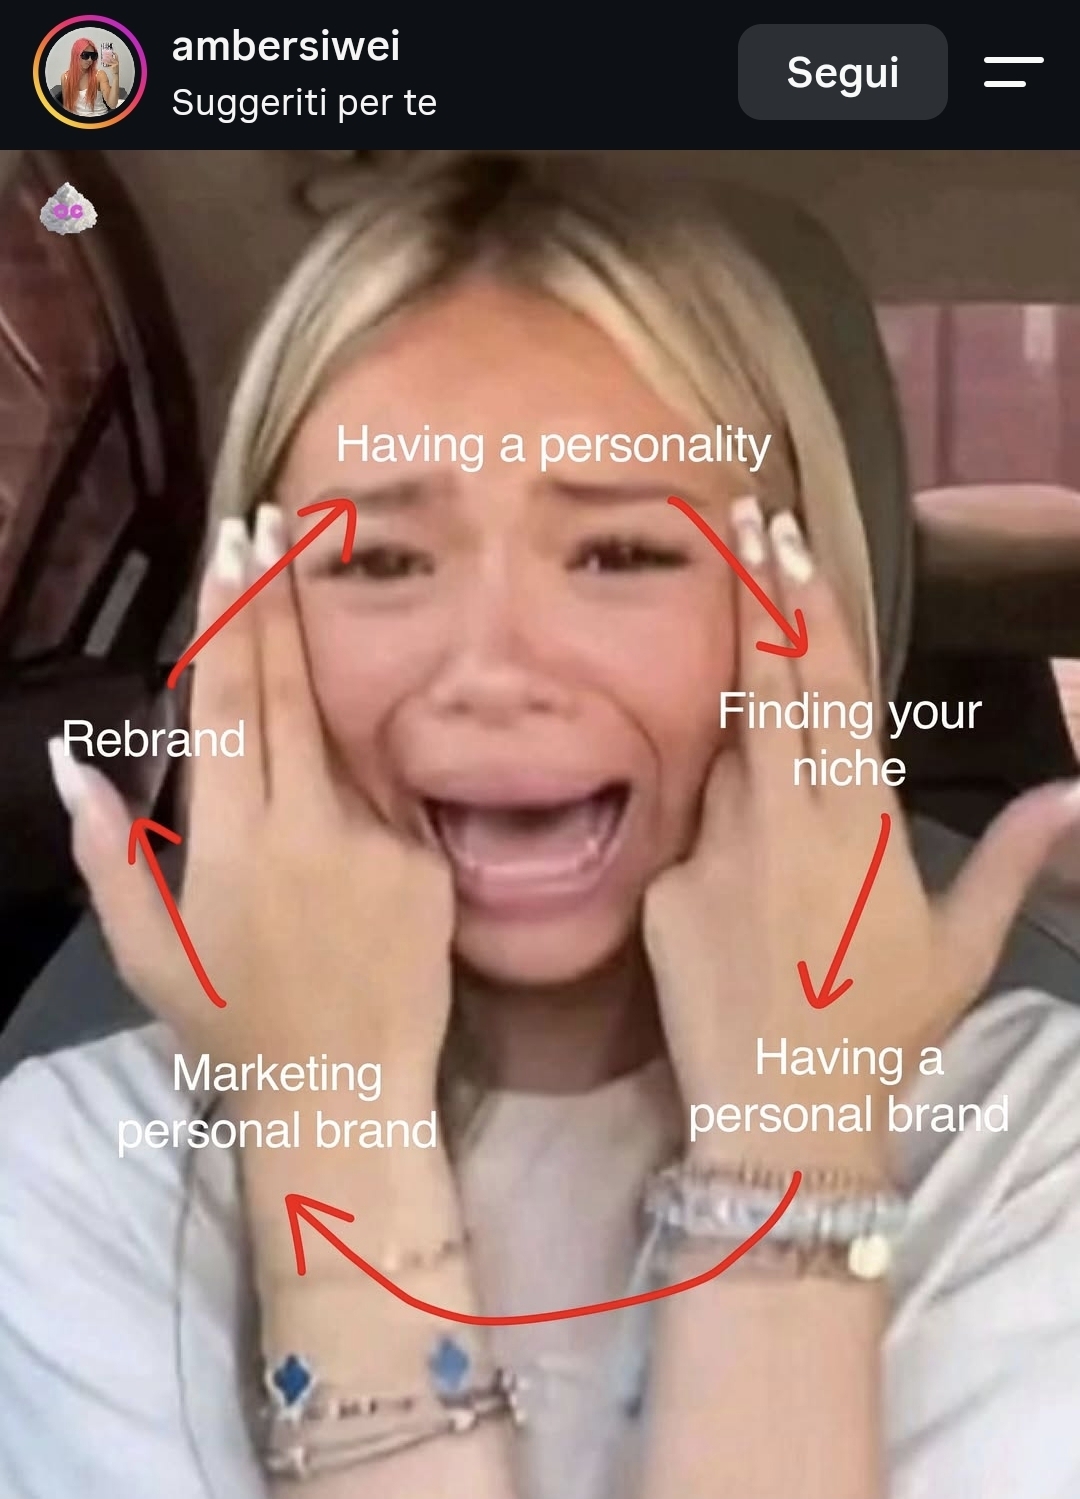 ambersiwei
Suggeriti per te
Segui
Having a personality
Finding your
niche
Having a
personal brand
Marketing
personal brand
Rebrand